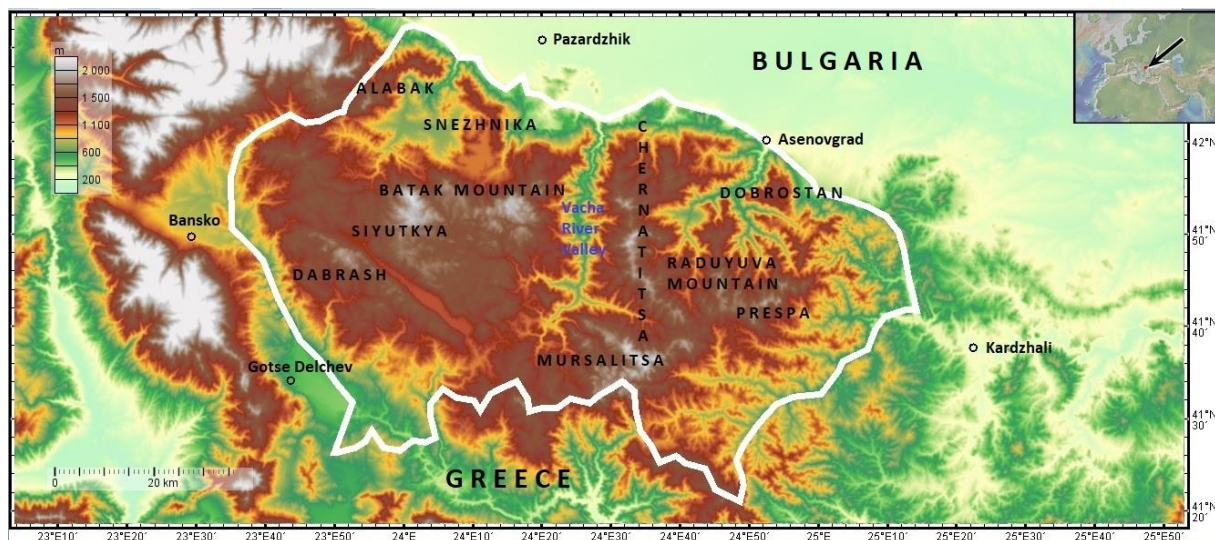 Pazardzhik
BULGARIA
m
2 000
1 500
1 100
600
200
ALABAK
SNEZHNIKA
CHERNATITSA
Asenovgrad
42°N
BATAK MOUNTAIN
DOBROSTAN
Bansko
Vacha
River
Valley
SIYUTKYA
41°N
50'
DABRASH
RADUYUVA
MOUNTAIN
PRESPA
41°N
40'
MURSALITSA
Kardzhali
Gotse Delchev
41°N
30'
GREECE
0
20 km
41°N
20'
23°E10'
23°E20'
23°E30'
23°E40'
23°E50'
24°E0'
24°E10'
24°E20'
24°E30'
24°E40'
24°E50'
25°E0'
25°E10'
25°E20'
25°E30'
25°E40'
25°E50'